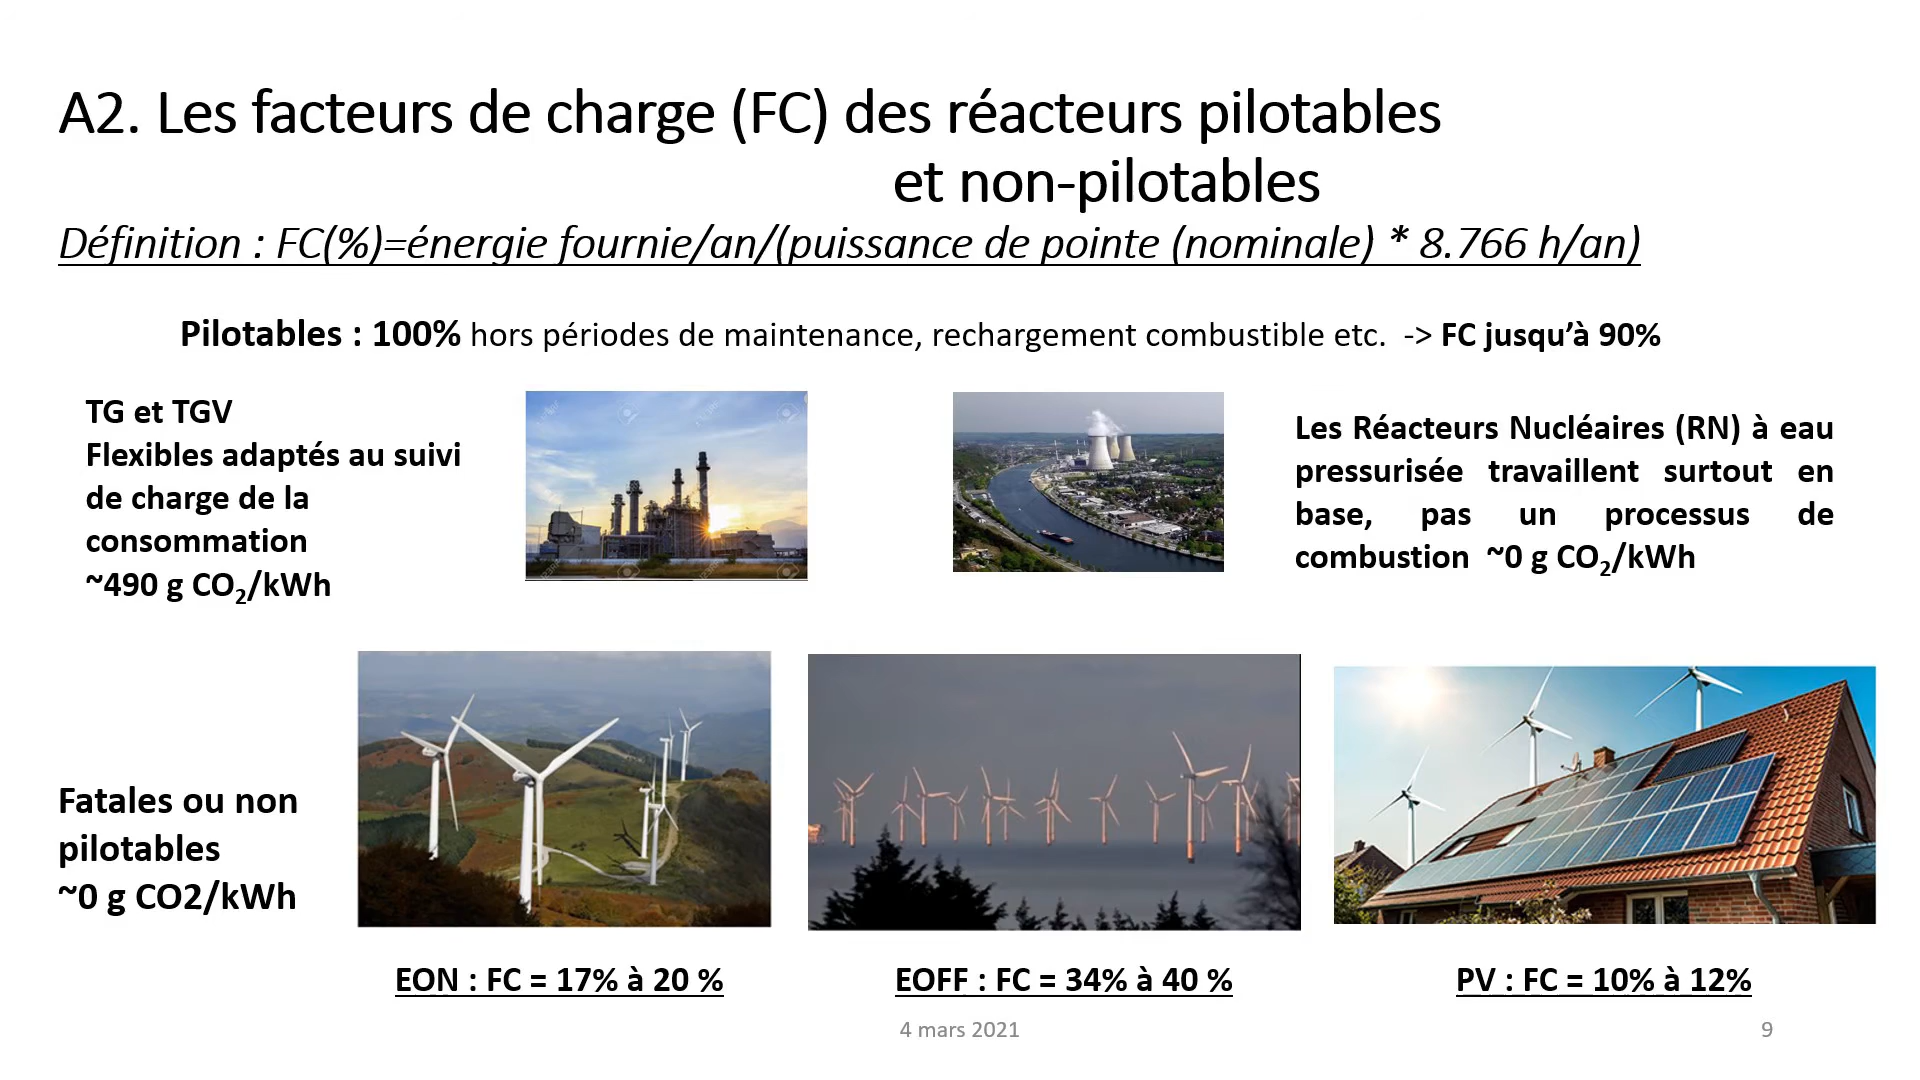 A2. Les facteurs de charge (FC) des réacteurs pilotables
et non-pilotables
Définition : FC(%)=énergie fournie/an/(puissance de pointe (nominale) * 8.766 h/an)
Pilotables : 100% hors périodes de maintenance, rechargement combustible etc. -> FC jusqu’à 90%
TG et TGV
Flexibles adaptés au suivi
de charge de la
consommation
~490 g CO₂/kWh
Les Réacteurs Nucléaires (RN) à eau
pressurisée travaillent surtout en
base, pas un processus de
combustion ~0 g CO₂/kWh
Fatales ou non
pilotables
~0 g CO2/kWh
EON : FC = 17% à 20 %
EOFF : FC = 34% à 40 %
PV : FC = 10% à 12%
4 mars 2021
9